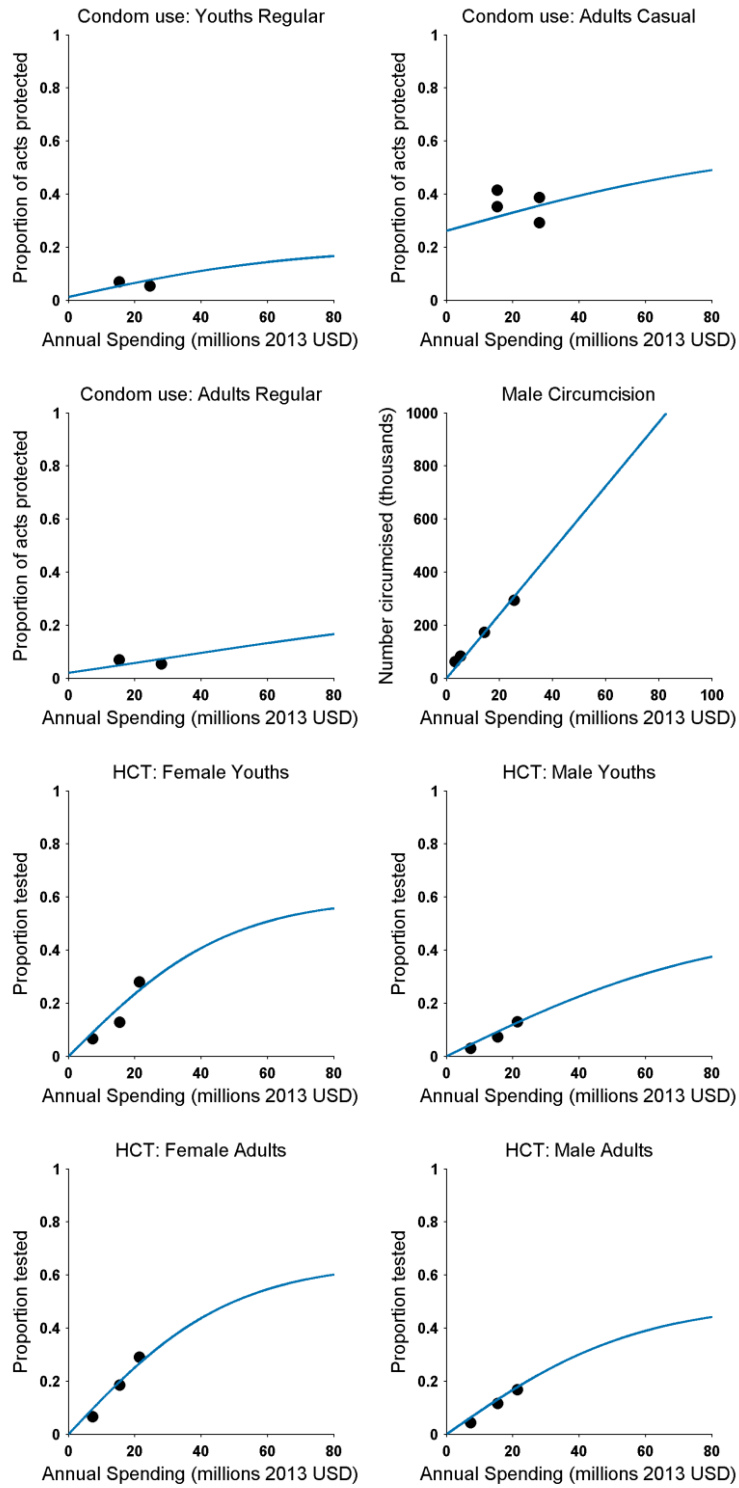 Condom use: Youths Regular
Proportion of acts protected
1
0.8
0.6
0.4
0.2
0
0 20 40 60 80
Annual Spending (millions 2013 USD)
Condom use: Adults Casual
Proportion of acts protected
1
0.8
0.6
0.4
0.2
0
0 20 40 60 80
Annual Spending (millions 2013 USD)
Condom use: Adults Regular
Proportion of acts protected
1
0.8
0.6
0.4
0.2
0
0 20 40 60 80
Annual Spending (millions 2013 USD)
Male Circumcision
Number circumcised (thousands)
1000
800
600
400
200
0
0 20 40 60 80 100
Annual Spending (millions 2013 USD)
HCT: Female Youths
Proportion tested
1
0.8
0.6
0.4
0.2
0
0 20 40 60 80
Annual Spending (millions 2013 USD)
HCT: Male Youths
Proportion tested
1
0.8
0.6
0.4
0.2
0
0 20 40 60 80
Annual Spending (millions 2013 USD)
HCT: Female Adults
Proportion tested
1
0.8
0.6
0.4
0.2
0
0 20 40 60 80
Annual Spending (millions 2013 USD)
HCT: Male Adults
Proportion tested
1
0.8
0.6
0.4
0.2
0
0 20 40 60 80
Annual Spending (millions 2013 USD)